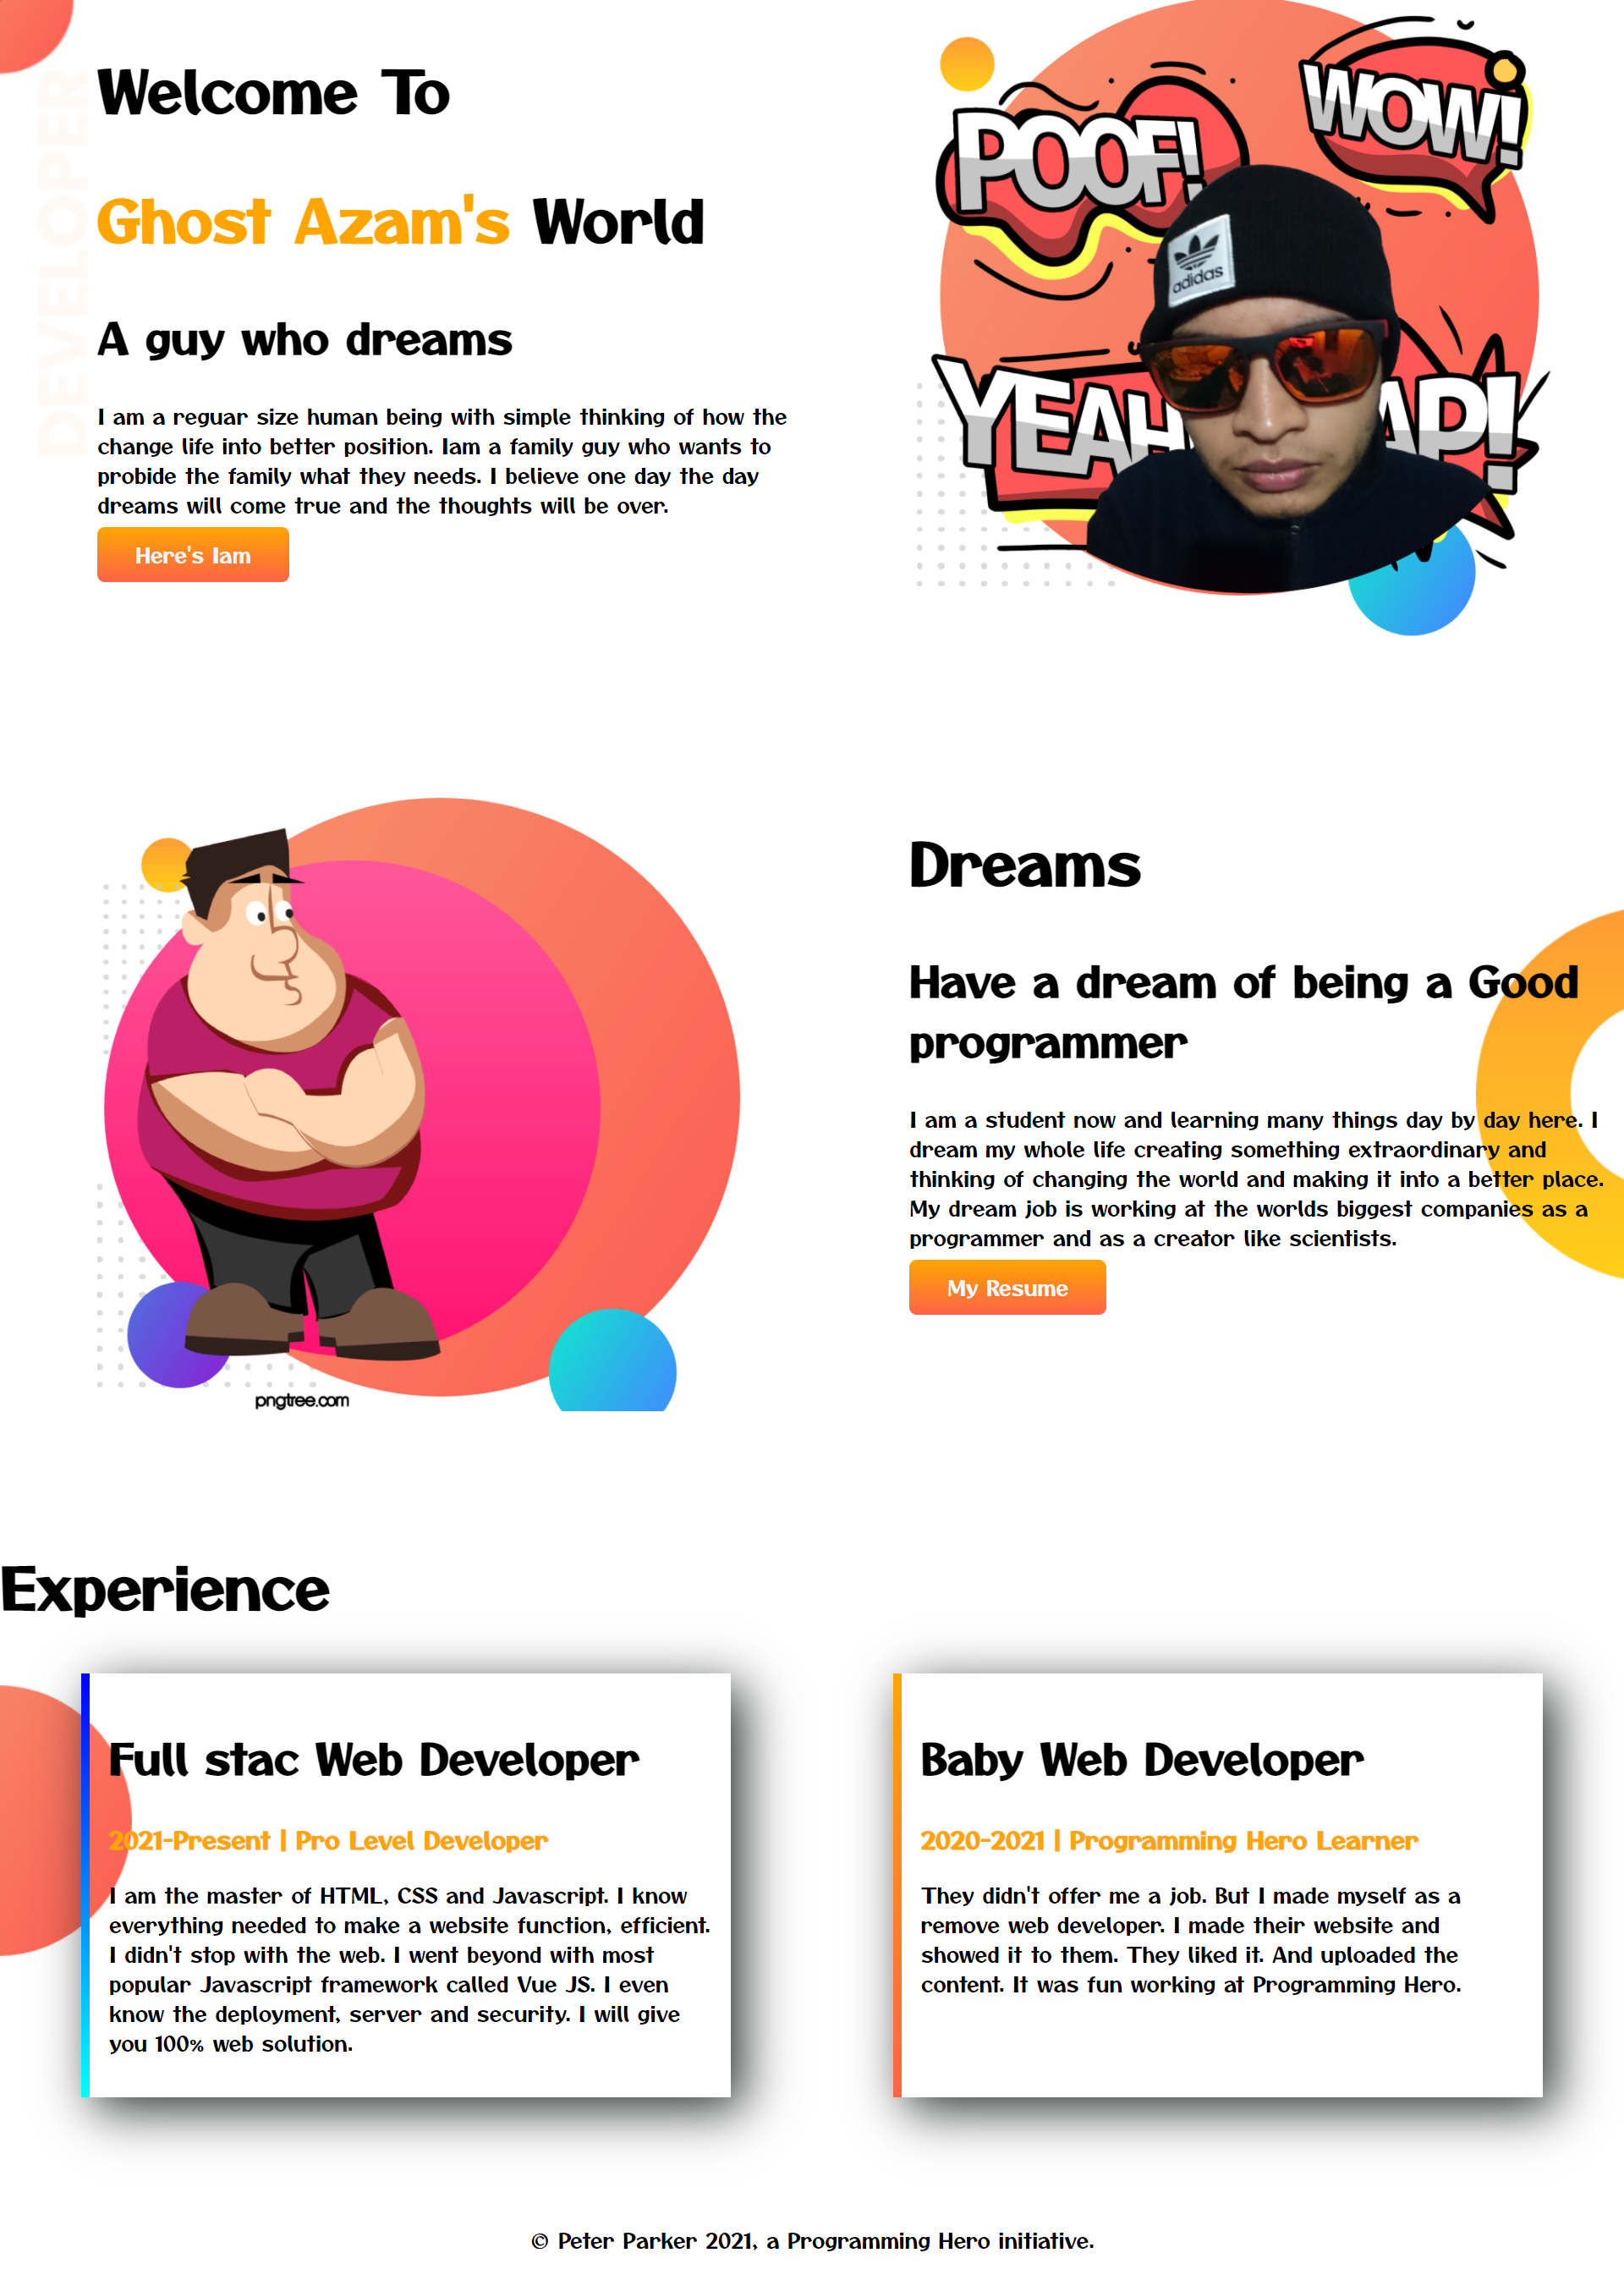 DEVELOPER
Welcome To
Ghost Azam's World
A guy who dreams
I am a reguar size human being with simple thinking of how the
change life into better position. Iam a family guy who wants to
probide the family what they needs. I believe one day the day
dreams will come true and the thoughts will be over.
Here's Iam
POOF!
WOW!
adidas
YEAH
AP!
pngtree.com
Dreams
Have a dream of being a Good
programmer
I am a student now and learning many things day by day here. I
dream my whole life creating something extraordinary and
thinking of changing the world and making it into a better place.
My dream job is working at the worlds biggest companies as a
programmer and as a creator like scientists.
My Resume
Experience
Full stac Web Developer
2021-Present | Pro Level Developer
I am the master of HTML, CSS and Javascript. I know
everything needed to make a website function, efficient.
I didn't stop with the web. I went beyond with most
popular Javascript framework called Vue JS. I even
know the deployment, server and security. I will give
you 100% web solution.
Baby Web Developer
2020-2021 | Programming Hero Learner
They didn't offer me a job. But I made myself as a
remove web developer. I made their website and
showed it to them. They liked it. And uploaded the
content. It was fun working at Programming Hero.
© Peter Parker 2021, a Programming Hero initiative.